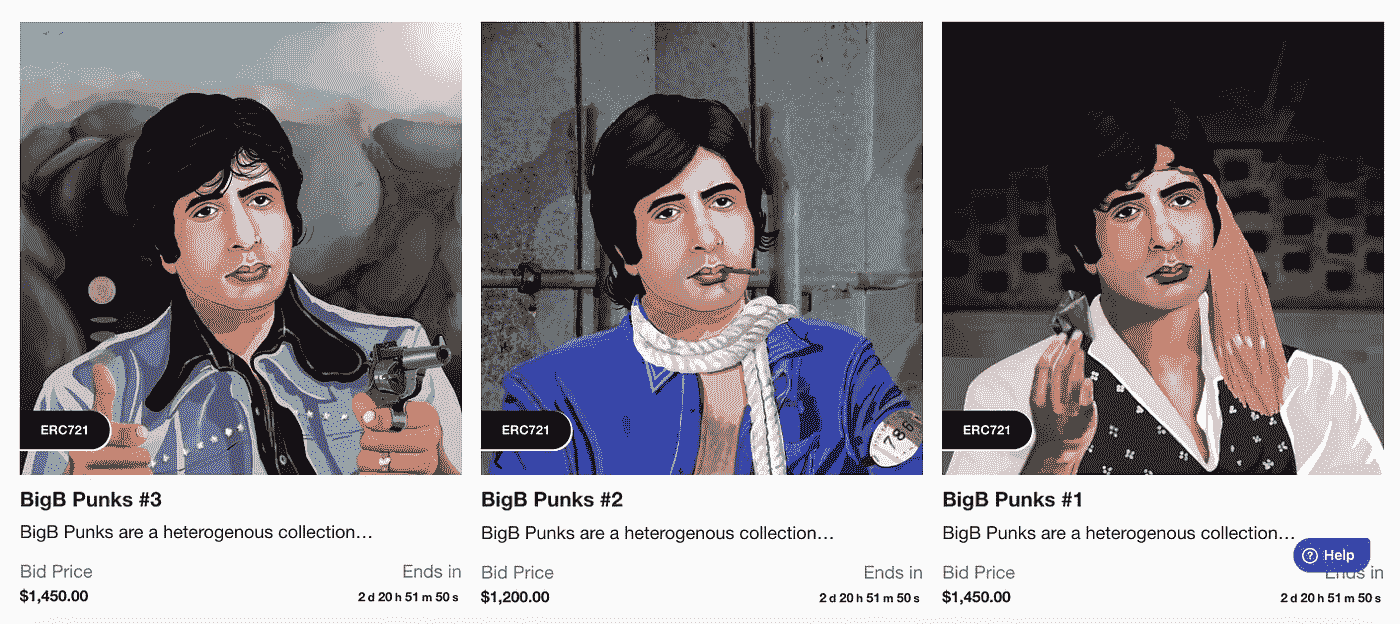 ERC721
BigB Punks #3
BigB Punks are a heterogenous collection...
Bid Price
Ends in
$1,450.00
2 d 20 h 51 m 50 s
786
ERC721
BigB Punks #2
BigB Punks are a heterogenous collection...
Bid Price
Ends in
$1,200.00
2 d 20 h 51 m 50 s
ERC721
BigB Punks #1
BigB Punks are a heterogenous collection...
Help
Bid Price
Ends in
$1,450.00
2 d 20 h 51 m 50 s